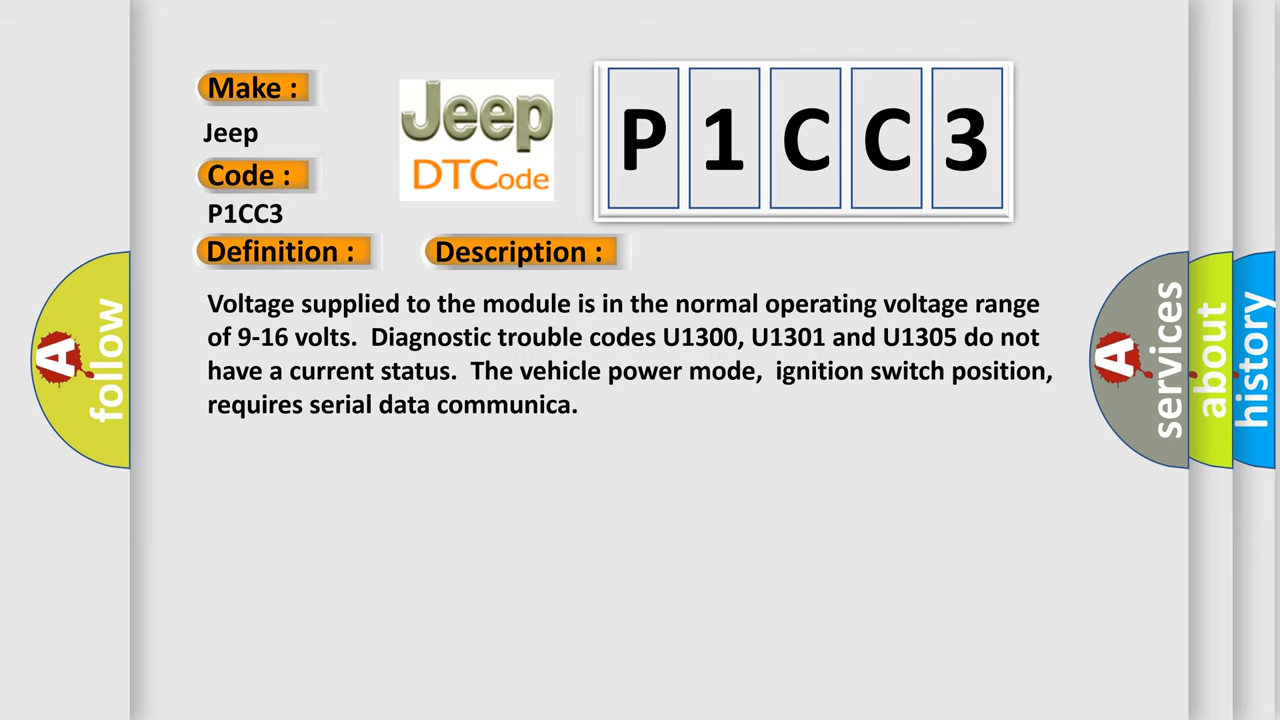 Make :
Jeep
Code :
P1CC3
Jeep
DTCode
P1CC3
Definition :
Description :
Voltage supplied to the module is in the normal operating voltage range
of 9-16 volts  Diagnostic trouble codes U1300, U1301 and U1305 do not
have a current status  The vehicle power mode,  ignition switch position,
requires serial data communica.
A follow
A services
about
history